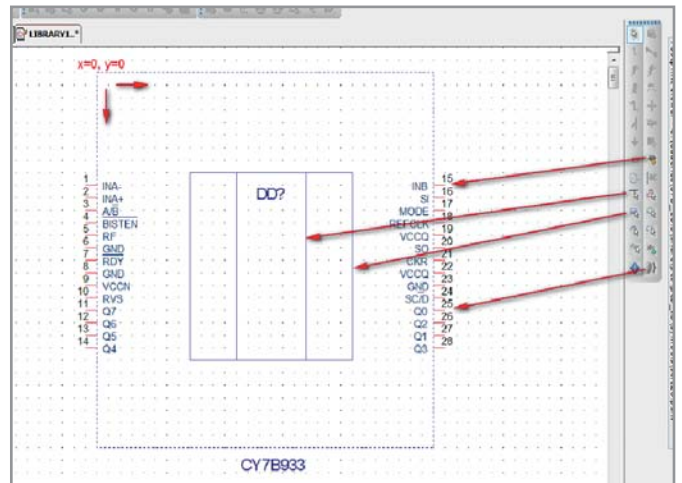 LIBRARY1..*
x=0, y=0
DD?
1
INA-
2
INA+
3
A/B
4
BISTEN
5
RF
6
GND
7
RDY
8
GND
9
VCCN
10
RVS
11
Q7
12
Q6
13
Q5
14
Q4
15
INB
16
SI
17
MODE
18
REFCLK
19
VCCQ
20
SO
21
CKR
22
VCCQ
23
GND
24
SC/D
25
Q0
26
Q2
27
Q1
28
Q3
CY7B933